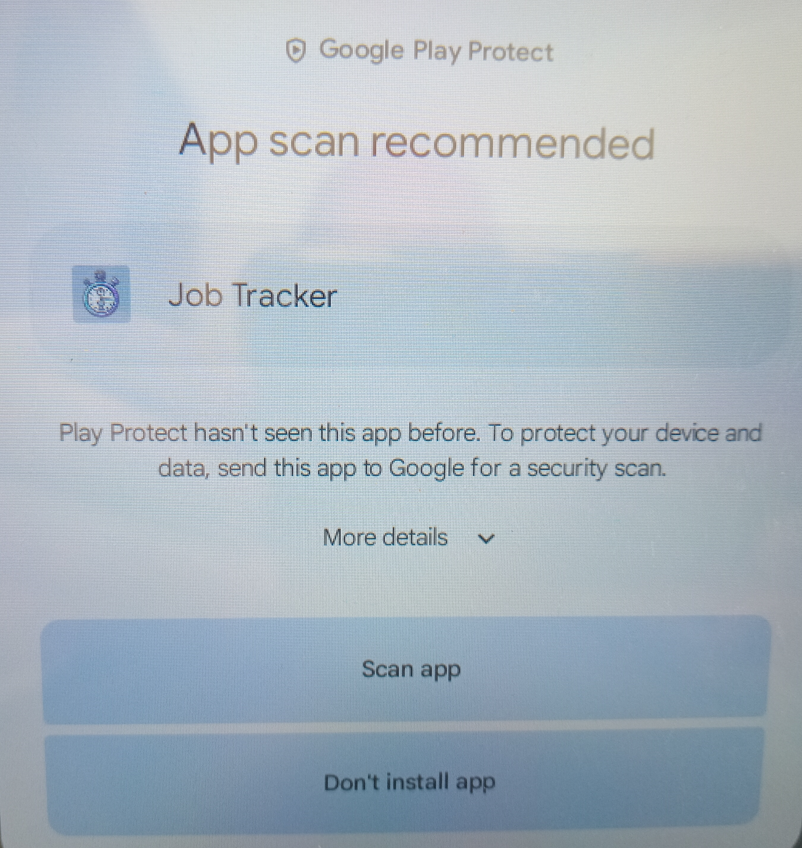 Google Play Protect
App scan recommended
Job Tracker
Play Protect hasn't seen this app before. To protect your device and
data, send this app to Google for a security scan.
More details
Scan app
Don't install app